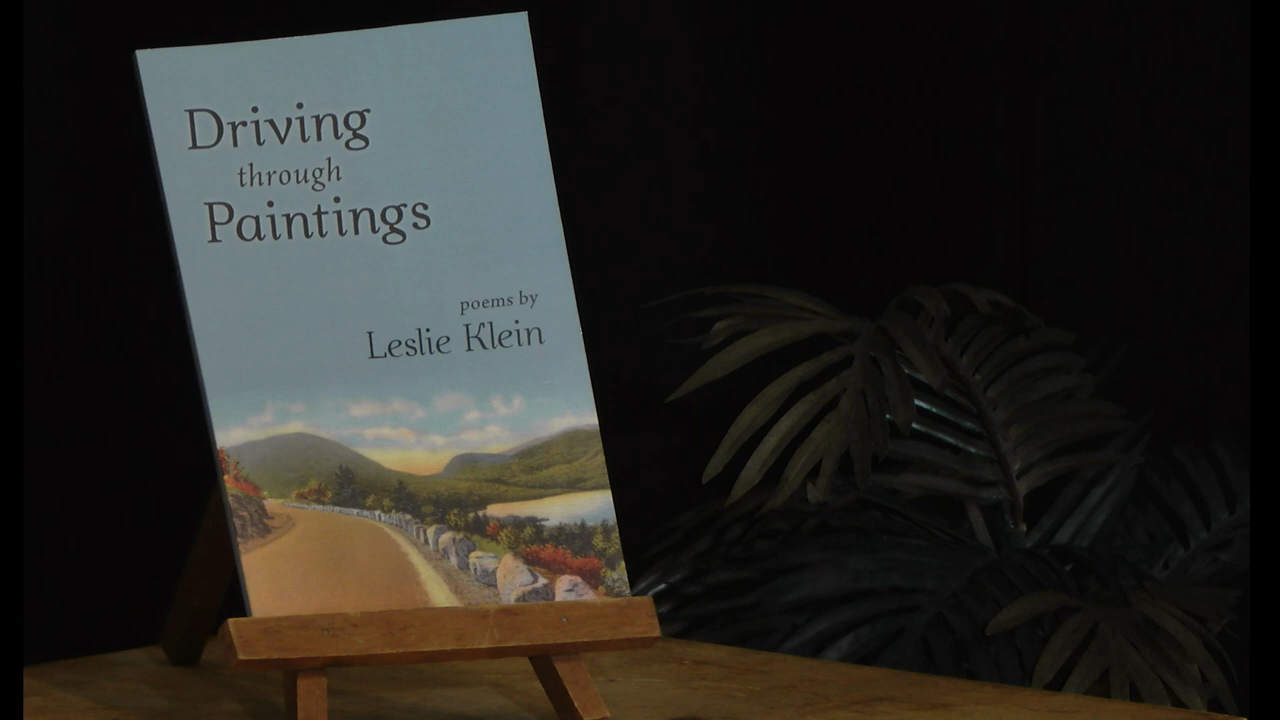 Driving
through
Paintings
poems by
Leslie Klein